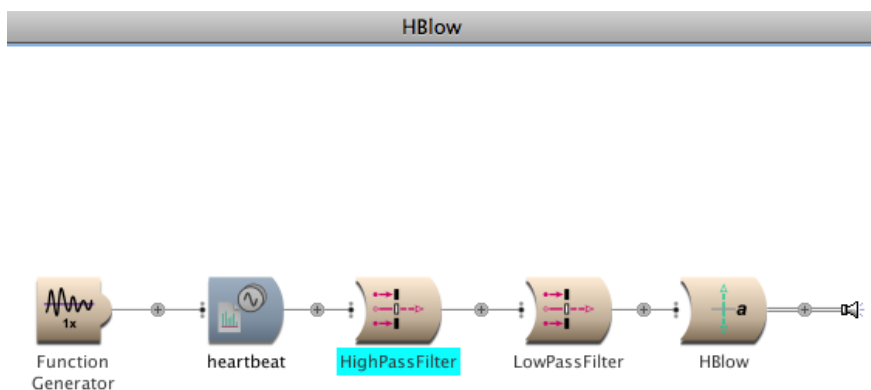 HBlow
1x
a
Function
Generator
heartbeat
HighPassFilter
LowPassFilter
HBlow